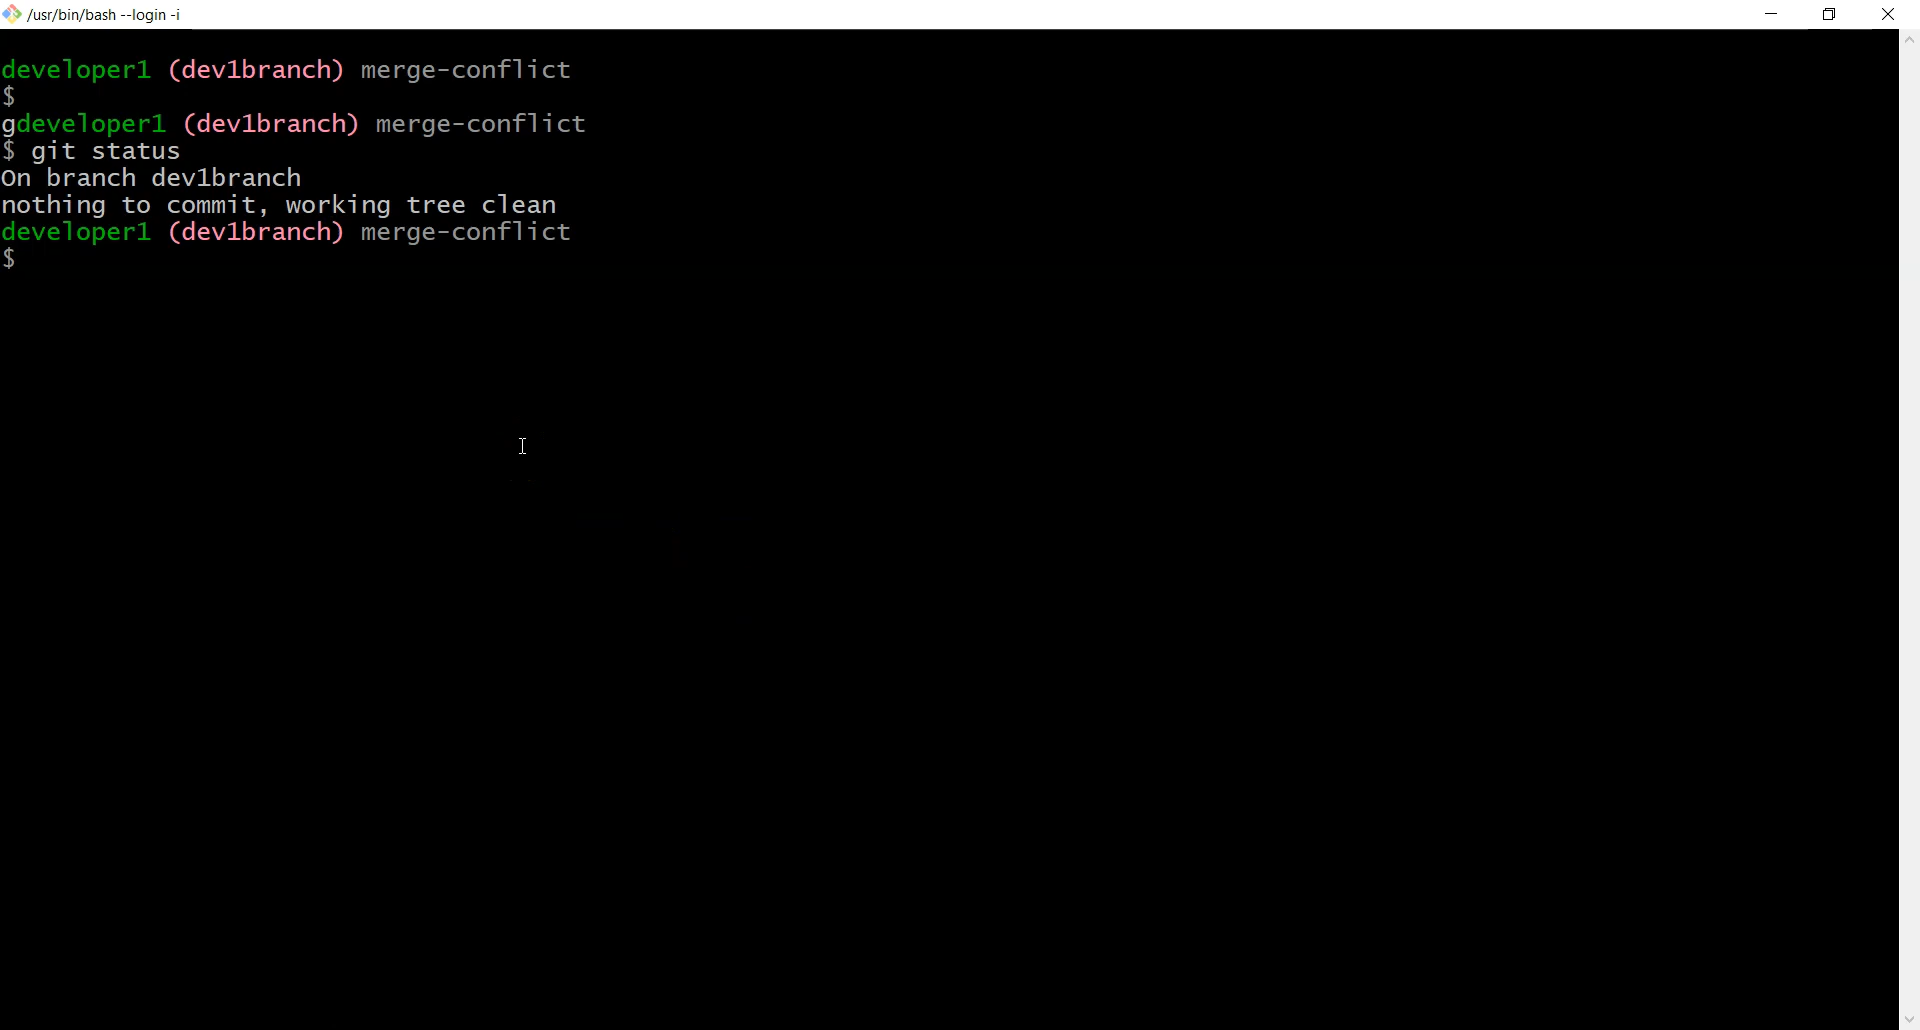 /usr/bin/bash --login -i
developer1 (dev1branch) merge-conflict
$
gdeveloper1 (dev1branch) merge-conflict
$ git status
On branch dev1branch
nothing to commit, working tree clean
developer1 (dev1branch) merge-conflict
$